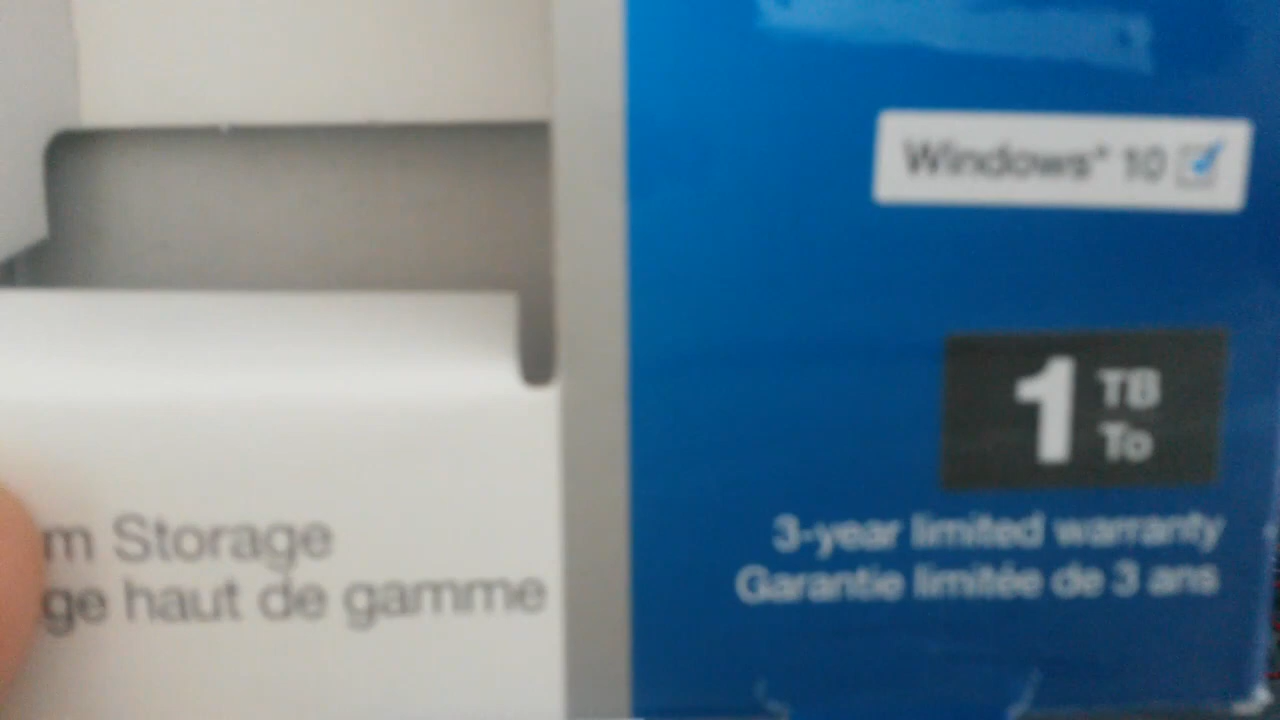 Windows® 10
1 TB
To
3-year limited warranty
Garantie limitée de 3 ans
m Storage
ge haut de gamme